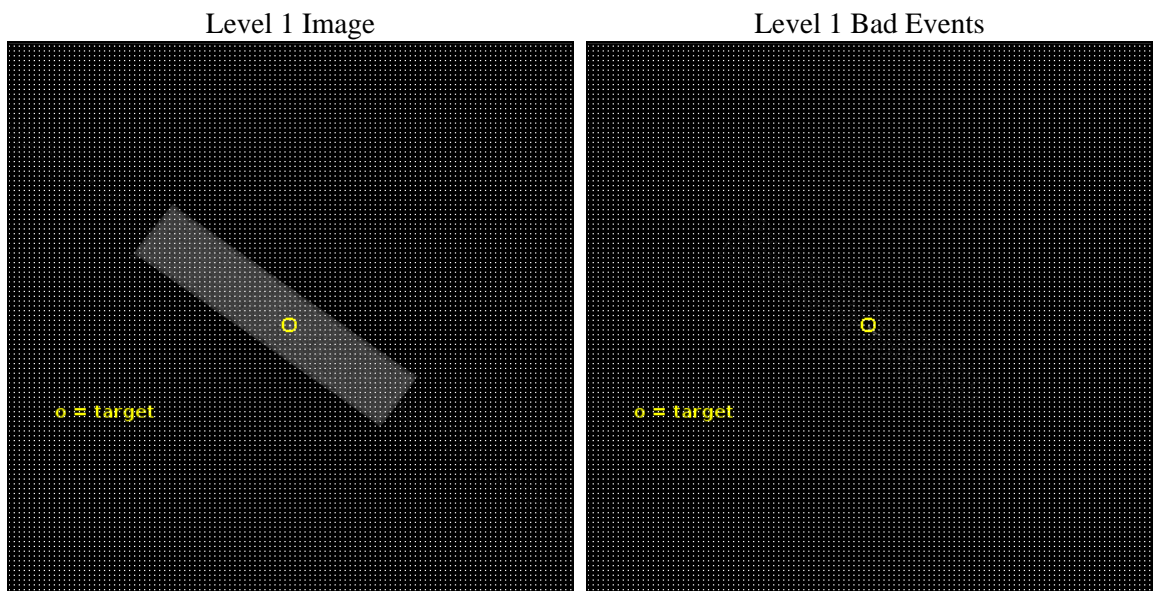 Level 1 Image
Level 1 Bad Events
o = target
o = target